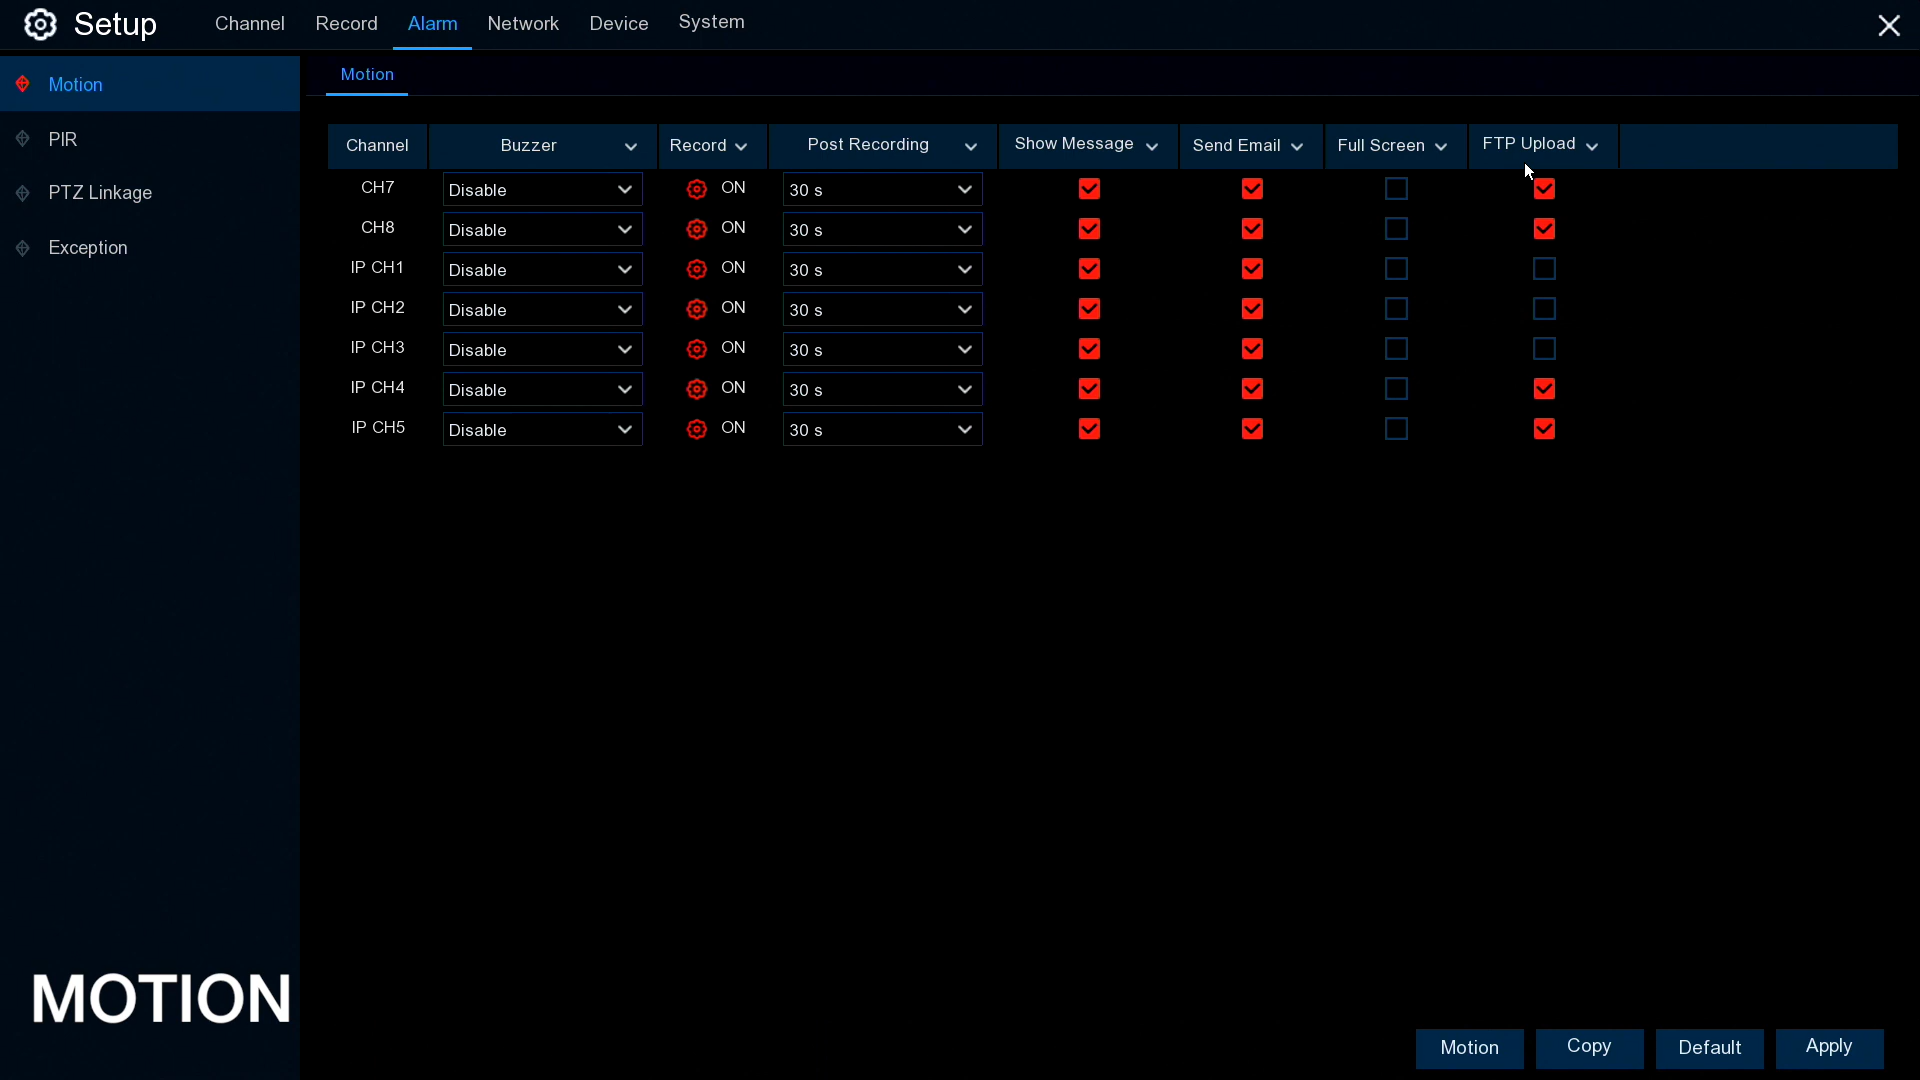 Setup Channel Record Alarm Network Device System
Motion
Motion
PIR
PTZ Linkage
Exception
Channel Buzzer Record Post Recording Show Message Send Email Full Screen FTP Upload
CH7 Disable ON 30 s
CH8 Disable ON 30 s
IP CH1 Disable ON 30 s
IP CH2 Disable ON 30 s
IP CH3 Disable ON 30 s
IP CH4 Disable ON 30 s
IP CH5 Disable ON 30 s
MOTION
Motion Copy Default Apply